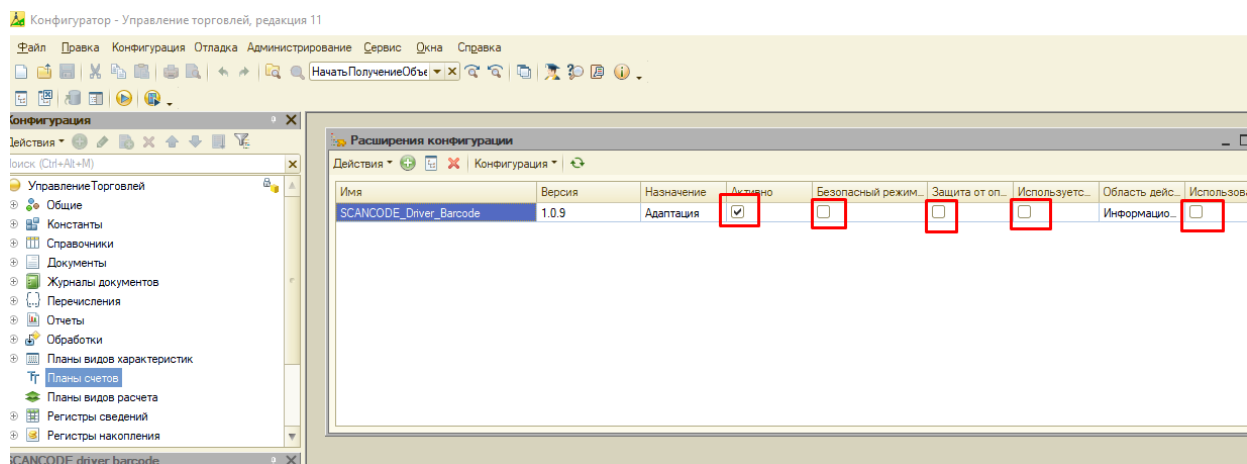 Конфигуратор - Управление торговлей, редакция 11
Файл Правка Конфигурация Отладка Администрирование Сервис Окна Справка
НачатьПолучениеОбъе
Конфигурация
Действия
Поиск (Ctrl+Alt+M)
УправлениеТорговлей
Общие
Константы
Справочники
Документы
Журналы документов
Перечисления
Отчеты
Обработки
Планы видов характеристик
Планы счетов
Планы видов расчета
Регистры сведений
Регистры накопления
SCANCODE driver barcode
Расширения конфигурации
Действия Конфигурация
Имя Версия Назначение Активно Безопасный режим... Защита от оп... Используетс... Область дейс... Использова
SCANCODE_Driver_Barcode 1.0.9 Адаптация Информацио...